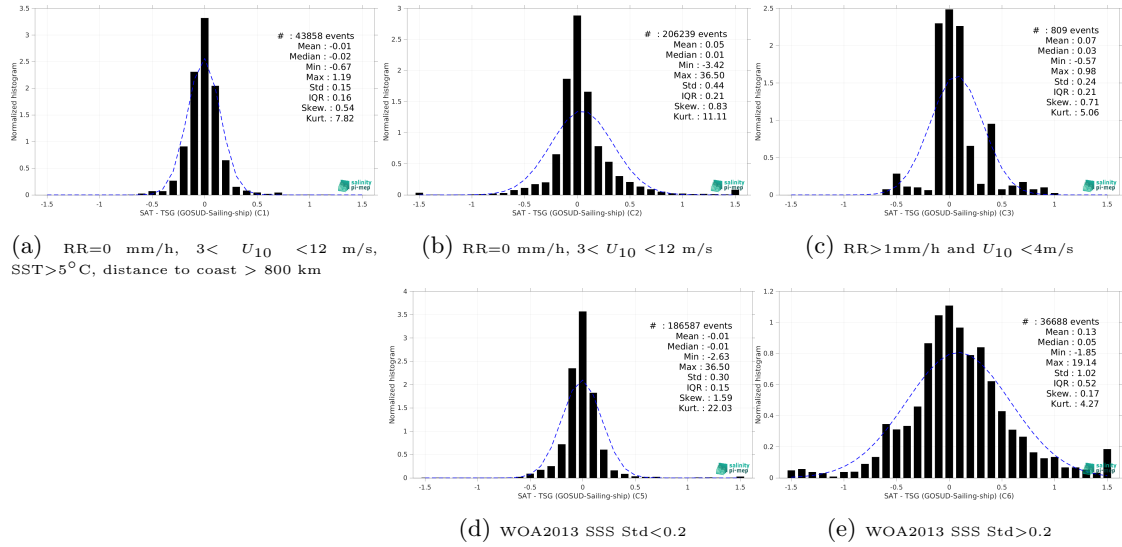 3.5
3
2.5
2
1.5
1
0.5
0
-1.5 -1 -0.5 0 0.5 1 1.5
Normalized histogram
SAT - TSG (GOSUD-Sailing-ship) (C1)
# : 43858 events
Mean : -0.01
Median : -0.02
Min : -0.67
Max : 1.19
Std : 0.15
IQR : 0.16
Skew. : 0.54
Kurt. : 7.82
salinity
pi-mep
(a) RR=0 mm/h, 3< U10 <12 m/s,
SST>5°C, distance to coast > 800 km
3
2.5
2
1.5
1
0.5
0
-1.5 -1 -0.5 0 0.5 1 1.5
Normalized histogram
SAT - TSG (GOSUD-Sailing-ship) (C2)
# : 206239 events
Mean : 0.05
Median : 0.01
Min : -3.42
Max : 36.50
Std : 0.44
IQR : 0.21
Skew. : 0.83
Kurt. : 11.11
salinity
pi-mep
(b) RR=0 mm/h, 3< U10 <12 m/s
2.5
2
1.5
1
0.5
0
-1.5 -1 -0.5 0 0.5 1 1.5
Normalized histogram
SAT - TSG (GOSUD-Sailing-ship) (C3)
# : 809 events
Mean : 0.07
Median : 0.03
Min : -0.57
Max : 0.98
Std : 0.24
IQR : 0.21
Skew. : 0.71
Kurt. : 5.06
salinity
pi-mep
(c) RR>1mm/h and U10 <4m/s
4
3.5
3
2.5
2
1.5
1
0.5
0
-1.5 -1 -0.5 0 0.5 1 1.5
Normalized histogram
SAT - TSG (GOSUD-Sailing-ship) (C5)
# : 186587 events
Mean : -0.01
Median : -0.01
Min : -2.63
Max : 36.50
Std : 0.30
IQR : 0.15
Skew. : 1.59
Kurt. : 22.03
salinity
pi-mep
(d) WOA2013 SSS Std<0.2
1.2
1
0.8
0.6
0.4
0.2
0
-1.5 -1 -0.5 0 0.5 1 1.5
Normalized histogram
SAT - TSG (GOSUD-Sailing-ship) (C6)
# : 36688 events
Mean : 0.13
Median : 0.05
Min : -1.85
Max : 19.14
Std : 1.02
IQR : 0.52
Skew. : 0.17
Kurt. : 4.27
salinity
pi-mep
(e) WOA2013 SSS Std>0.2